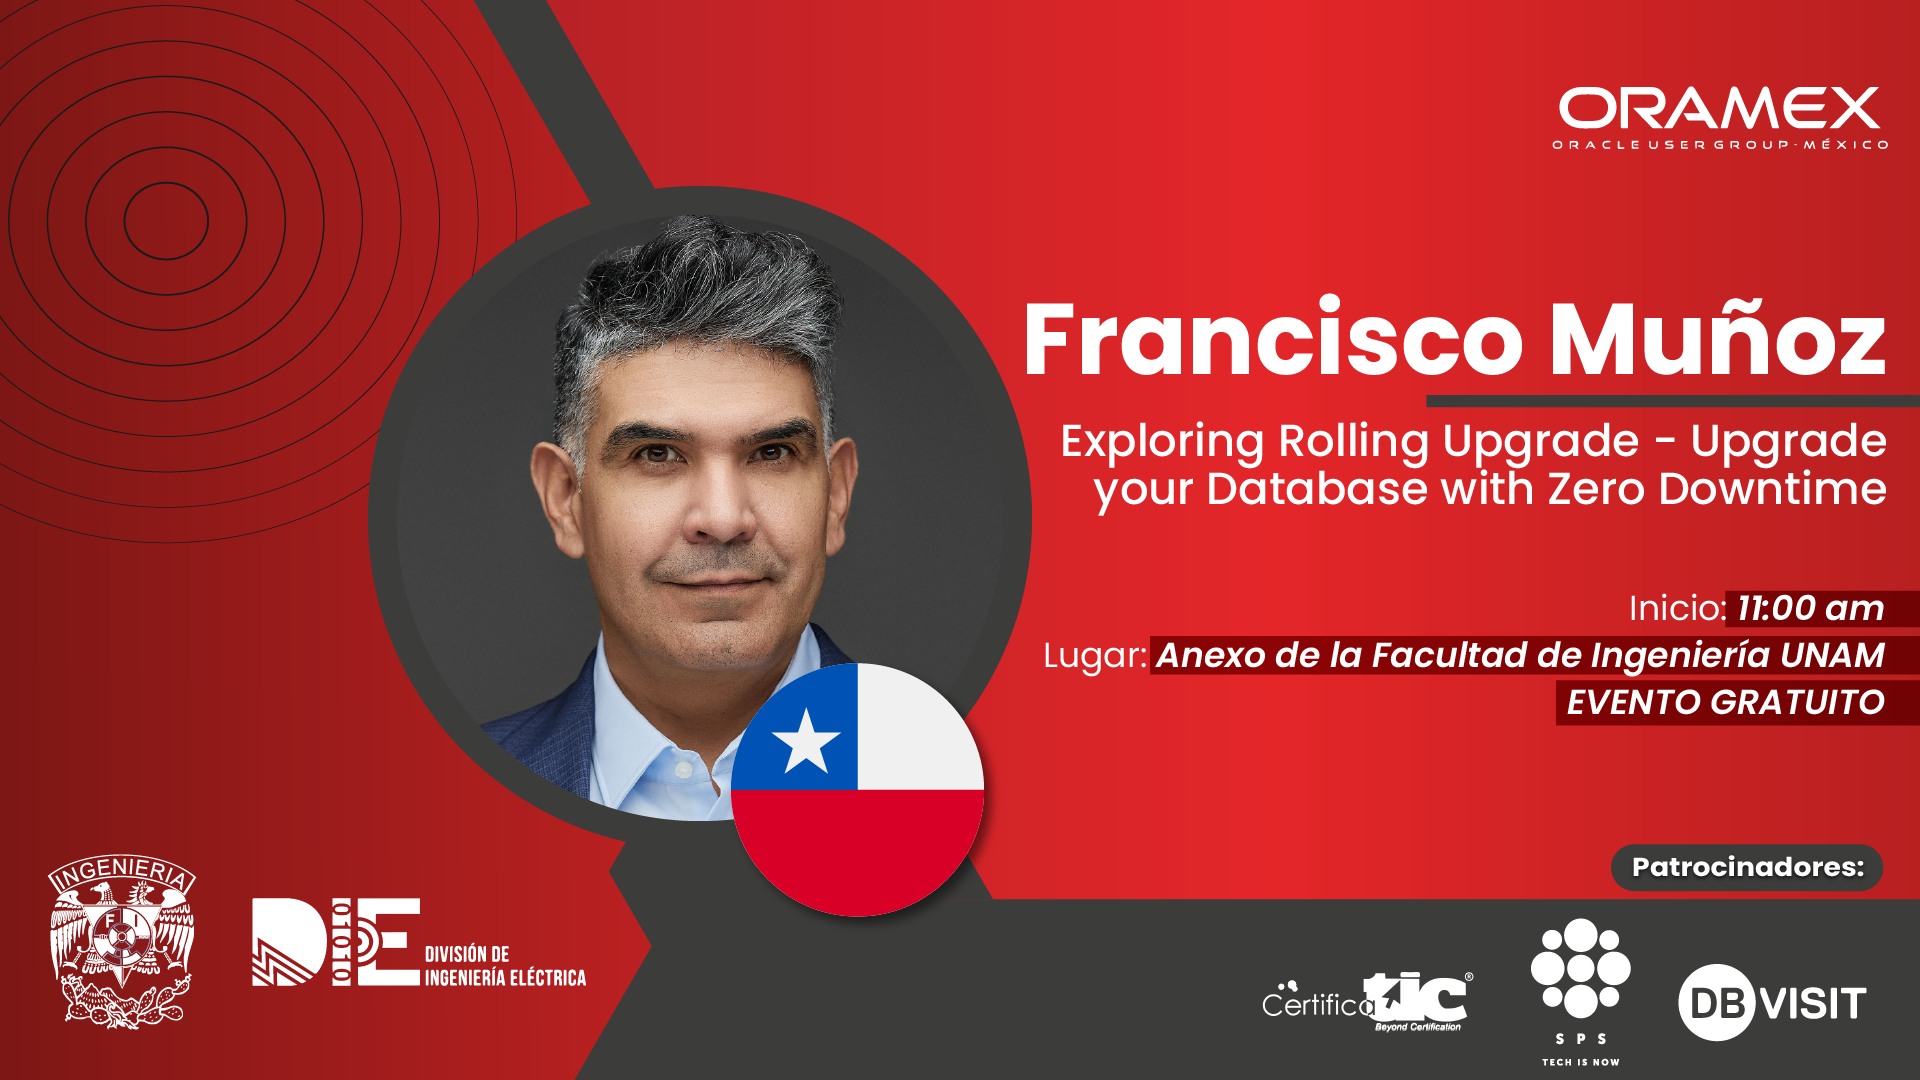 ORAMEX
ORACLE USER GROUP - MÉXICO
Francisco Muñoz
Exploring Rolling Upgrade - Upgrade
your Database with Zero Downtime
Inicio: 11:00 am
Lugar: Anexo de la Facultad de Ingeniería UNAM
EVENTO GRATUITO
INGENIERIA
F I
DIE
01010
DIVISIÓN DE
INGENIERÍA ELÉCTRICA
Patrocinadores:
Certificatic®
Beyond Certification
SPS
TECH IS NOW
DBVISIT